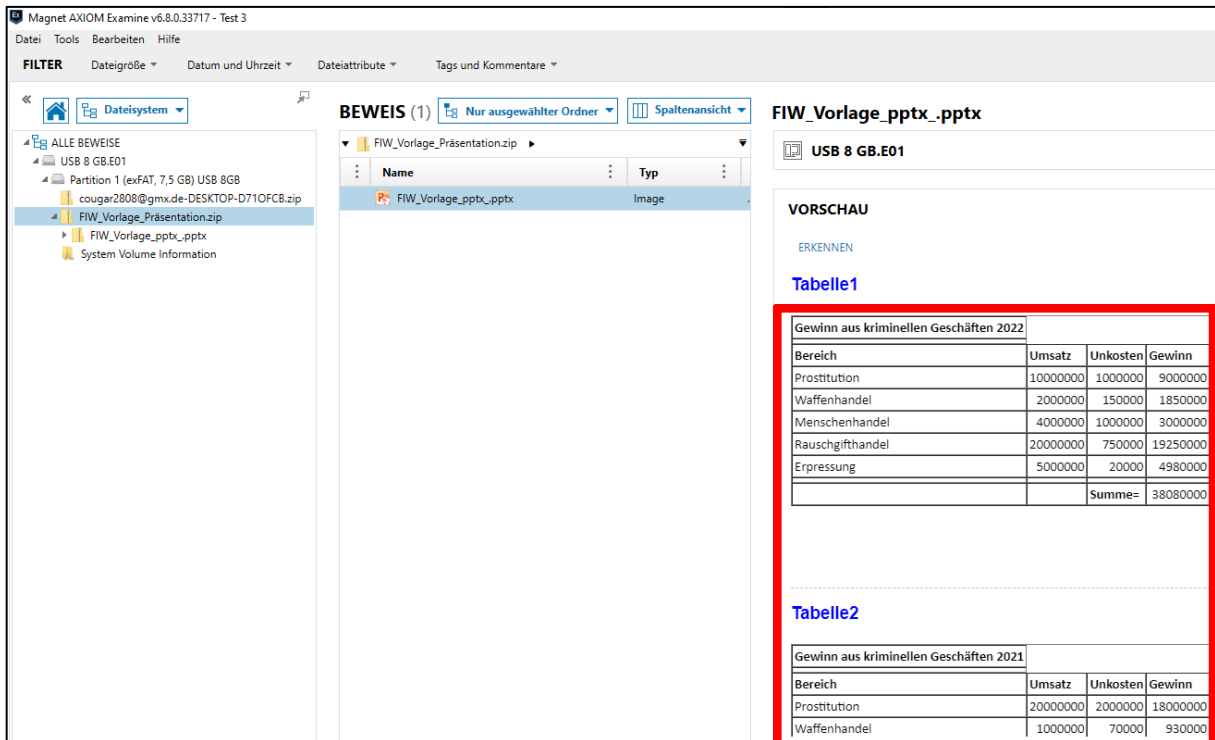 Magnet AXIOM Examine v6.8.0.33717 - Test 3
Datei Tools Bearbeiten Hilfe
FILTER Dateigröße Datum und Uhrzeit Dateiattribute Tags und Kommentare
Dateisystem
ALLE BEWEISE
USB 8 GB.E01
Partition 1 (exFAT, 7,5 GB) USB 8GB
cougar2808@gmx.de-DESKTOP-D71OFCB.zip
FIW_Vorlage_Präsentation.zip
FIW_Vorlage_pptx_.pptx
System Volume Information
BEWEIS (1) Nur ausgewählter Ordner Spaltenansicht
FIW_Vorlage_Präsentation.zip
Name Typ
FIW_Vorlage_pptx_.pptx Image
FIW_Vorlage_pptx_.pptx
USB 8 GB.E01
VORSCHAU
ERKENNEN
Tabelle1
Gewinn aus kriminellen Geschäften 2022
Bereich Umsatz Unkosten Gewinn
Prostitution 10000000 1000000 9000000
Waffenhandel 2000000 150000 1850000
Menschenhandel 4000000 1000000 3000000
Rauschgifthandel 20000000 750000 19250000
Erpressung 5000000 20000 4980000
Summe= 38080000
Tabelle2
Gewinn aus kriminellen Geschäften 2021
Bereich Umsatz Unkosten Gewinn
Prostitution 20000000 2000000 18000000
Waffenhandel 1000000 70000 930000